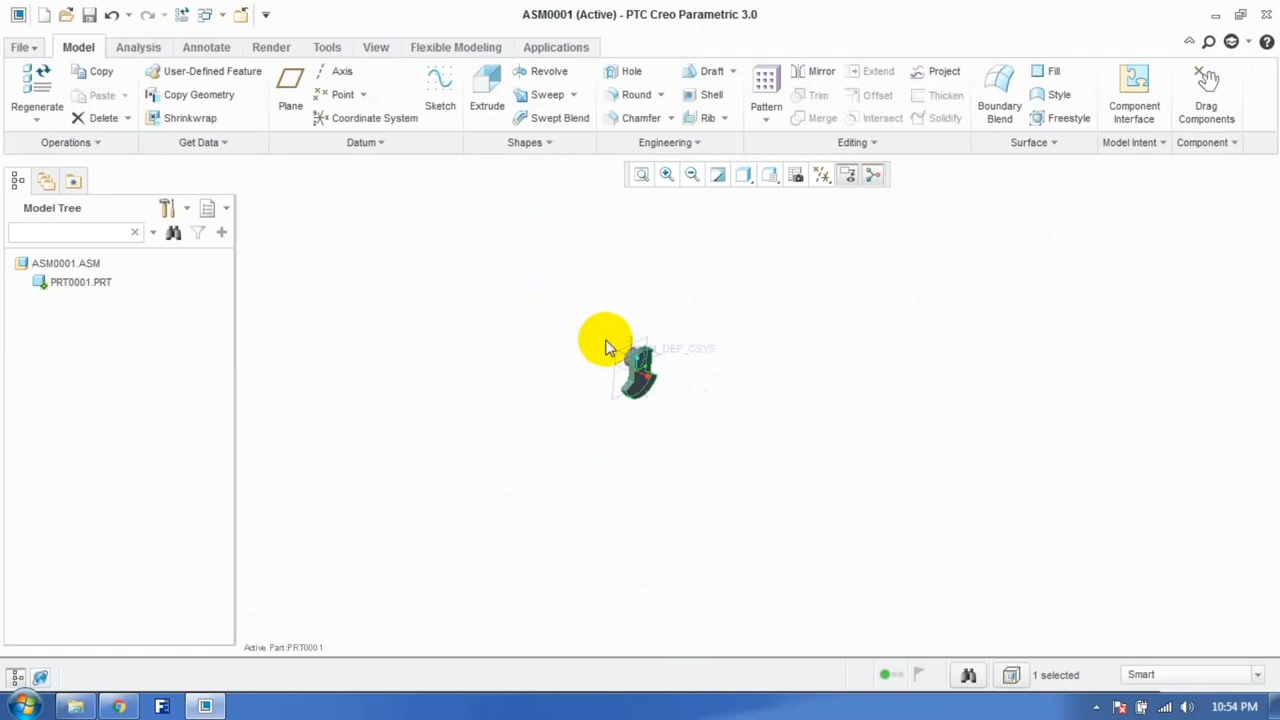 ASM0001 (Active) - PTC Creo Parametric 3.0
File Model Analysis Annotate Render Tools View Flexible Modeling Applications
Regenerate
Copy
Paste
Delete
Operations
User-Defined Feature
Copy Geometry
Shrinkwrap
Get Data
Plane
Axis
Point
Coordinate System
Sketch
Datum
Extrude
Revolve
Sweep
Swept Blend
Shapes
Hole
Round
Chamfer
Draft
Shell
Rib
Engineering
Pattern
Mirror
Trim
Merge
Extend
Offset
Intersect
Project
Thicken
Solidify
Editing
Boundary
Blend
Fill
Style
Freestyle
Surface
Component
Interface
Model Intent
Drag
Components
Component
Model Tree
ASM0001.ASM
PRT0001.PRT
_DEF_CSYS
Active Part:PRT0001
1 selected
Smart
10:54 PM